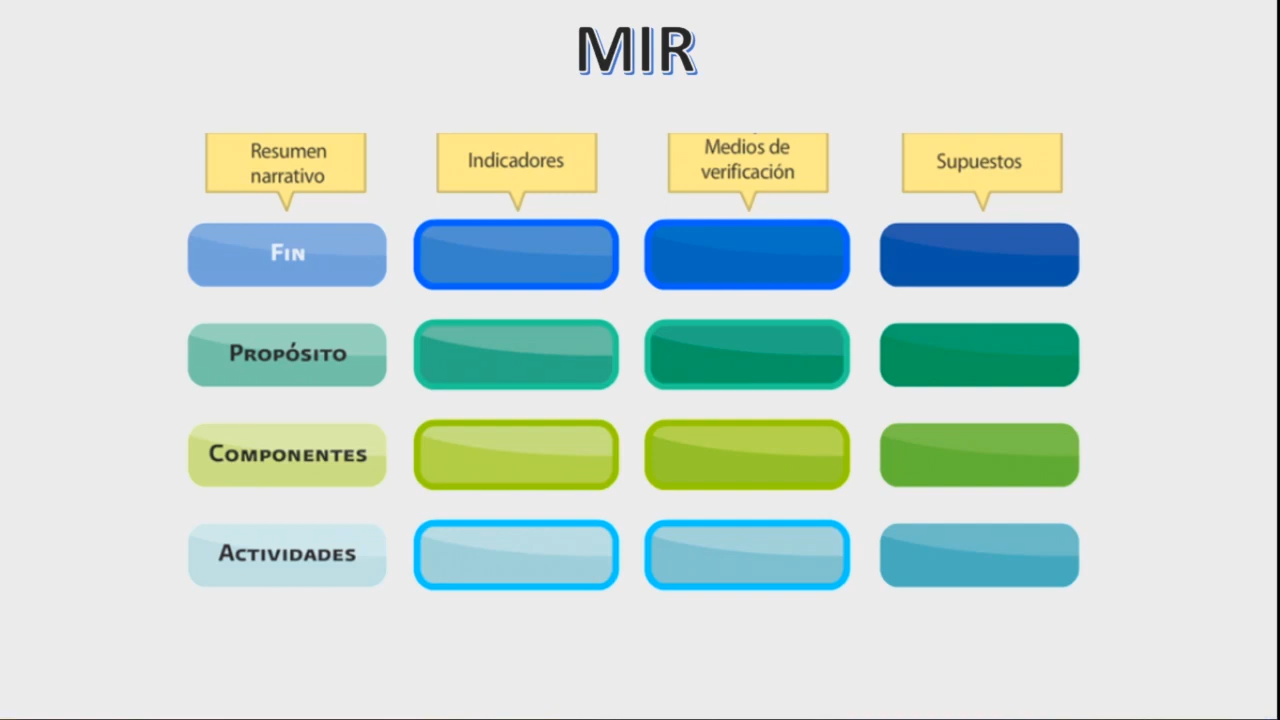 MIR
Resumen
narrativo
Indicadores
Medios de
verificación
Supuestos
Fin
Propósito
Componentes
Actividades